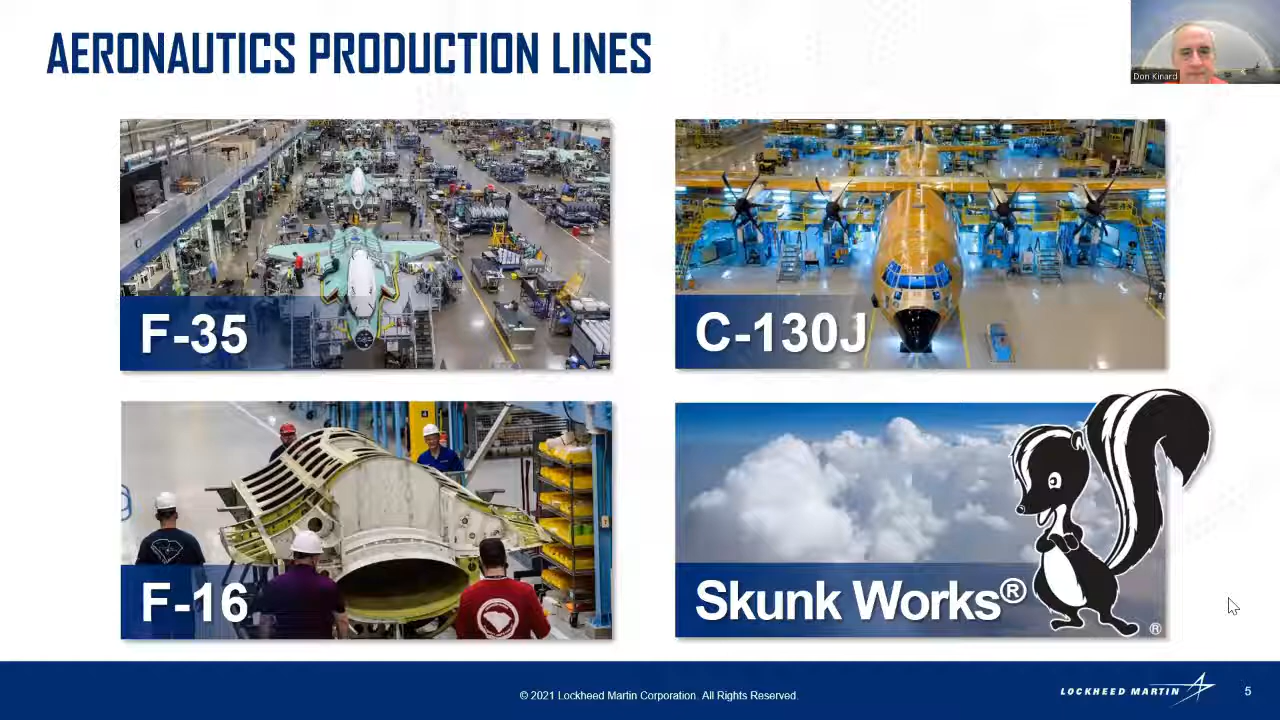 AERONAUTICS PRODUCTION LINES
Don Kinard
F-35
C-130J
F-16
Skunk Works®
®
© 2021 Lockheed Martin Corporation. All Rights Reserved.
LOCKHEED MARTIN
5